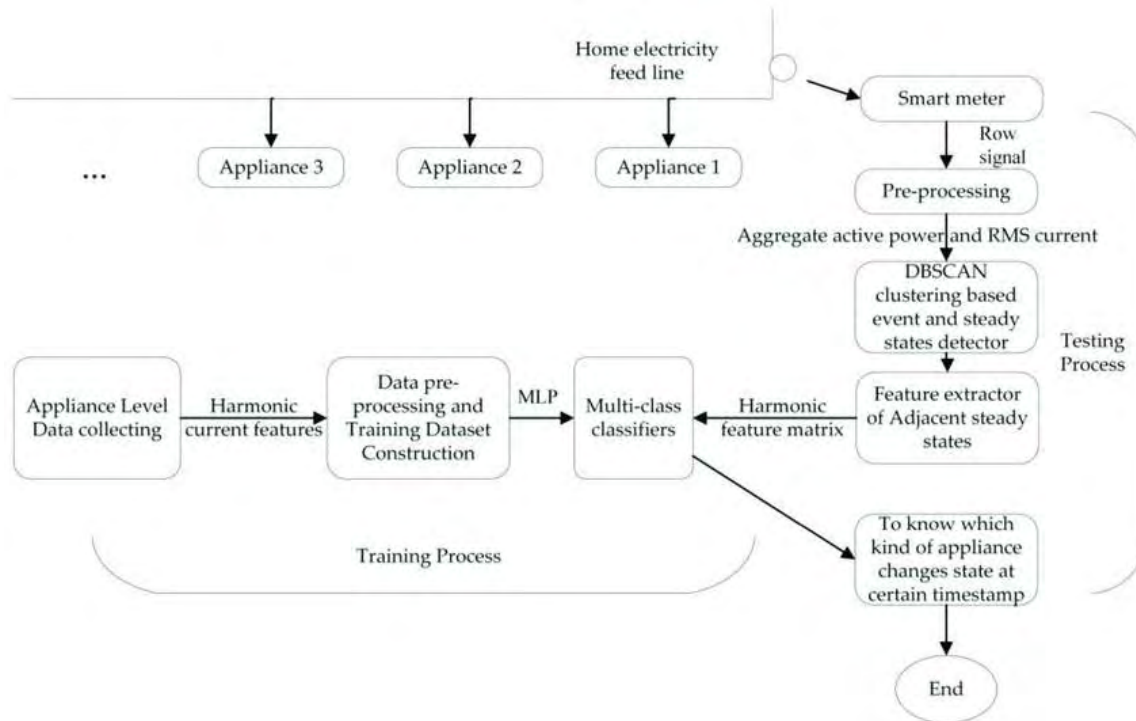 Home electricity
feed line
Smart meter
Row
signal
Appliance 3
Appliance 2
Appliance 1
...
Pre-processing
Aggregate active power and RMS current
DBSCAN
clustering based
event and steady
states detector
Testing
Process
Appliance Level
Data collecting
Harmonic
current features
Data pre-
processing and
Training Dataset
Construction
MLP
Multi-class
classifiers
Harmonic
feature matrix
Feature extractor
of Adjacent steady
states
Training Process
To know which
kind of appliance
changes state at
certain timestamp
End